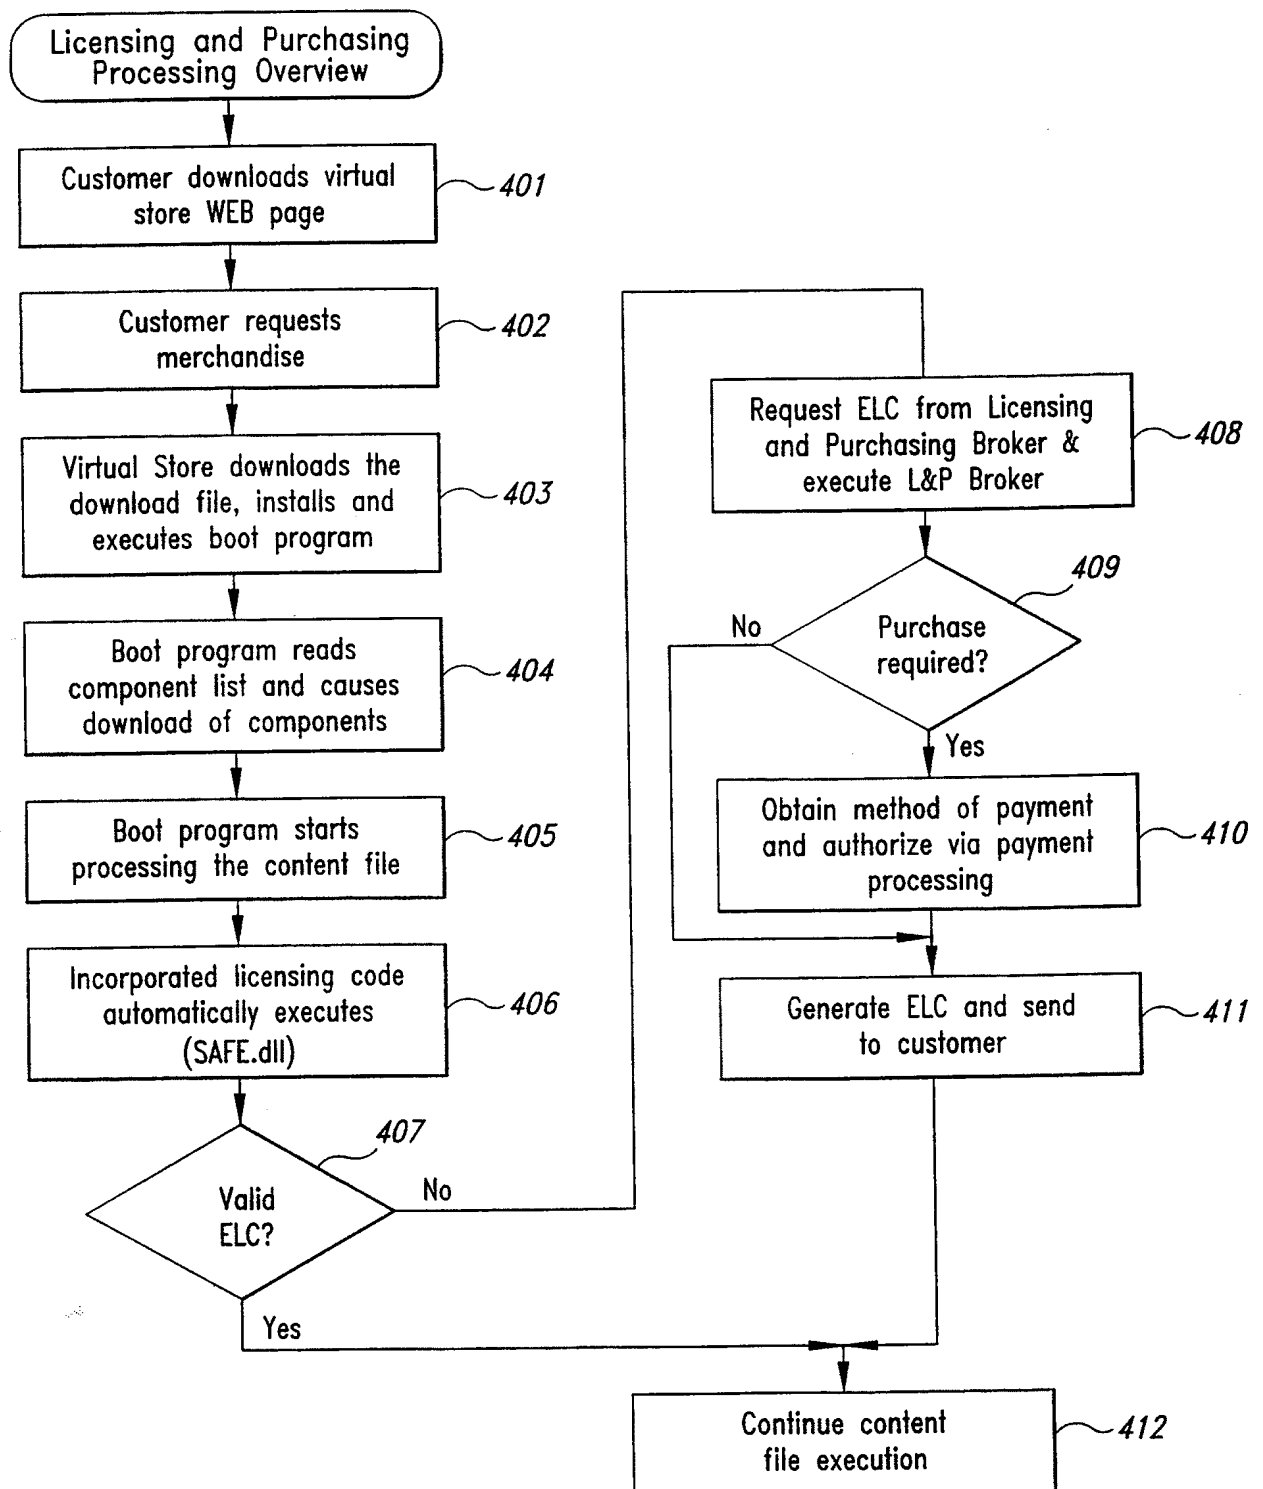 Licensing and Purchasing
Processing Overview
Customer downloads virtual
store WEB page
401
Customer requests
merchandise
402
Virtual Store downloads the
download file, installs and
executes boot program
403
Boot program reads
component list and causes
download of components
404
Boot program starts
processing the content file
405
Incorporated licensing code
automatically executes
(SAFE.dll)
406
407
Valid
ELC?
No
Yes
Request ELC from Licensing
and Purchasing Broker &
execute L&P Broker
408
409
Purchase
required?
No
Yes
Obtain method of payment
and authorize via payment
processing
410
Generate ELC and send
to customer
411
Continue content
file execution
412